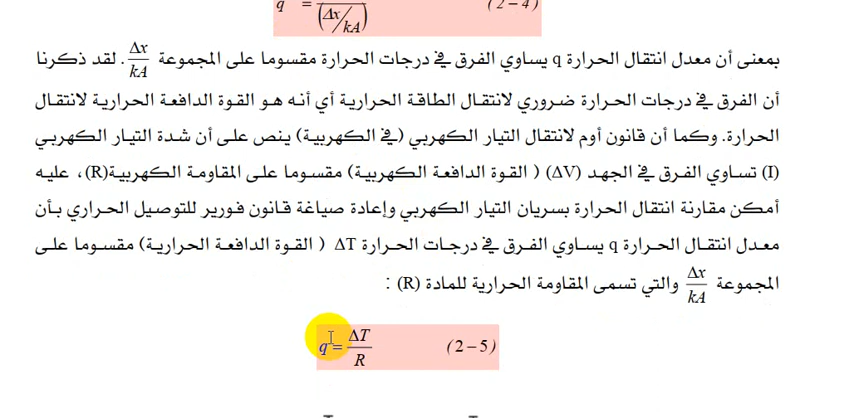 q = (Δx/kA) (2-4)
بمعنى أن معدل انتقال الحرارة q يساوي الفرق في درجات الحرارة مقسوما على المجموعة Δx/kA. لقد ذكرنا
أن الفرق في درجات الحرارة ضروري لانتقال الطاقة الحرارية أي أنه هو القوة الدافعة الحرارية لانتقال
الحرارة. وكما أن قانون أوم لانتقال التيار الكهربي (في الكهربية) ينص على أن شدة التيار الكهربي
(I) تساوي الفرق في الجهد (ΔV) ( القوة الدافعة الكهربية) مقسوما على المقاومة الكهربية(R)، عليه
أمكن مقارنة انتقال الحرارة بسريان التيار الكهربي وإعادة صياغة قانون فورير للتوصيل الحراري بأن
معدل انتقال الحرارة q يساوي الفرق في درجات الحرارة ΔT ( القوة الدافعة الحرارية) مقسوما على
المجموعة Δx/kA والتي تسمى المقاومة الحرارية للمادة (R) :
q = ΔT/R (2-5)